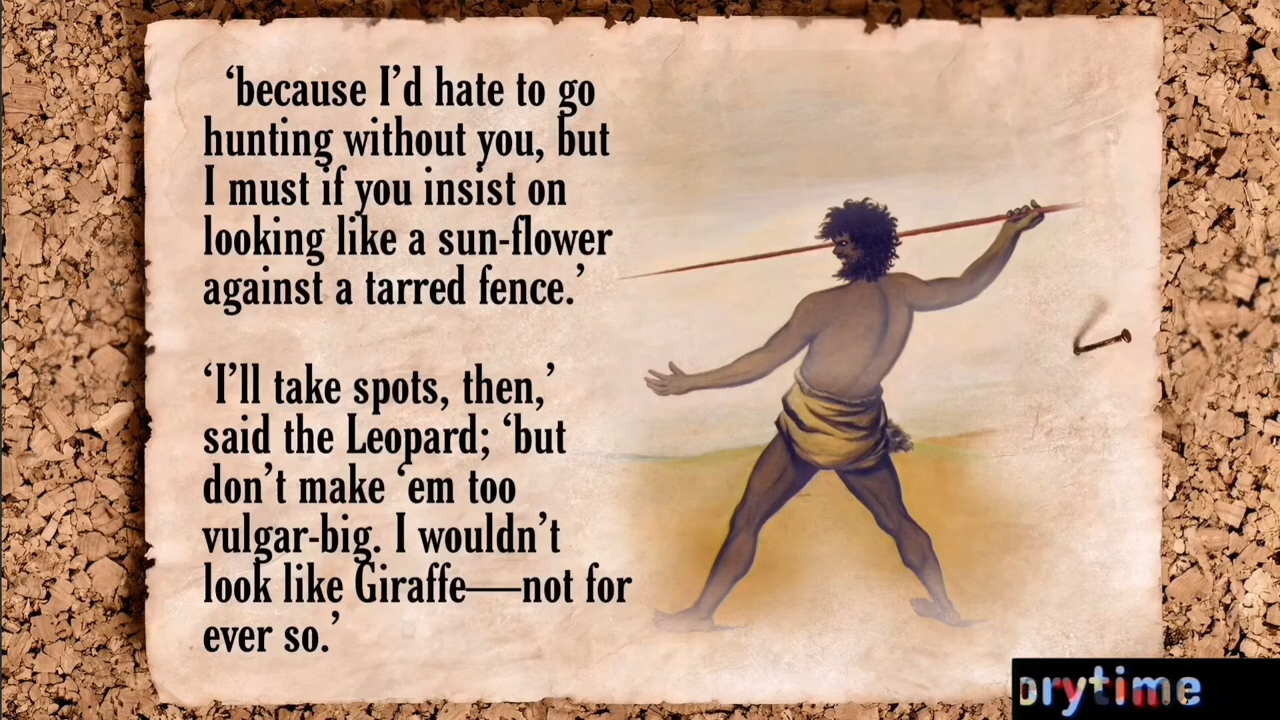 ‘because I’d hate to go
hunting without you, but
I must if you insist on
looking like a sun-flower
against a tarred fence.’
‘I’ll take spots, then,’
said the Leopard; ‘but
don’t make ‘em too
vulgar-big. I wouldn’t
look like Giraffe—not for
ever so.’
orytime